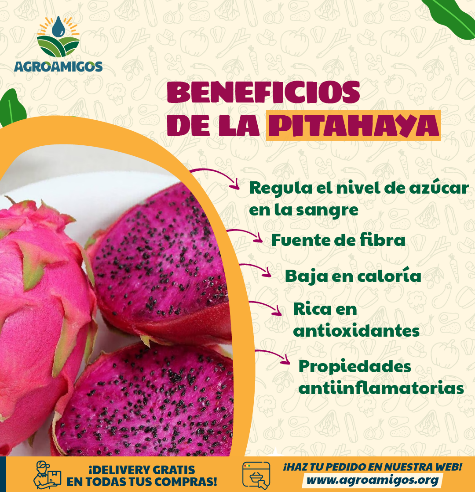 AGROAMIGOS
BENEFICIOS
DE LA PITAHAYA
Regula el nivel de azúcar
en la sangre
Fuente de fibra
Baja en caloría
Rica en
antioxidantes
Propiedades
antiinflamatorias
¡DELIVERY GRATIS
EN TODAS TUS COMPRAS!
¡HAZ TU PEDIDO EN NUESTRA WEB!
www.agroamigos.org